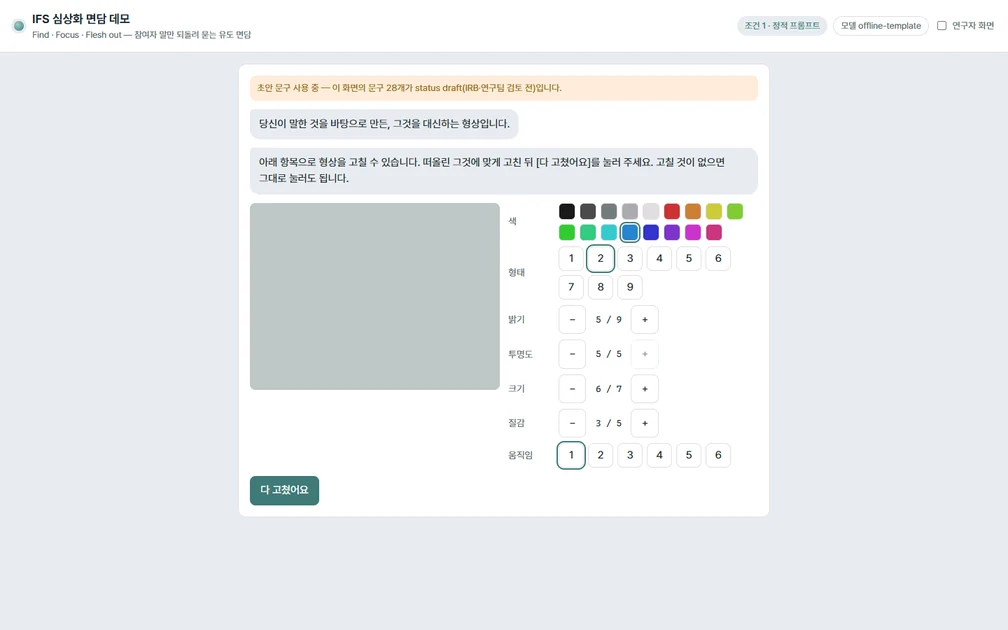 IFS 심상화 면담 데모
Find · Focus · Flesh out — 참여자 말만 되돌려 묻는 유도 면담
조건 1 · 정적 프롬프트
모델 offline-template
연구자 화면
초안 문구 사용 중 — 이 화면의 문구 28개가 status draft(IRB·연구팀 검토 전)입니다.
당신이 말한 것을 바탕으로 만든, 그것을 대신하는 형상입니다.
아래 항목으로 형상을 고칠 수 있습니다. 떠올린 그것에 맞게 고친 뒤 [다 고쳤어요]를 눌러 주세요. 고칠 것이 없으면
그대로 눌러도 됩니다.
색
형태
1 2 3 4 5 6
7 8 9
밝기 − 5 / 9 +
투명도 − 5 / 5 +
크기 − 6 / 7 +
질감 − 3 / 5 +
움직임 1 2 3 4 5 6
다 고쳤어요